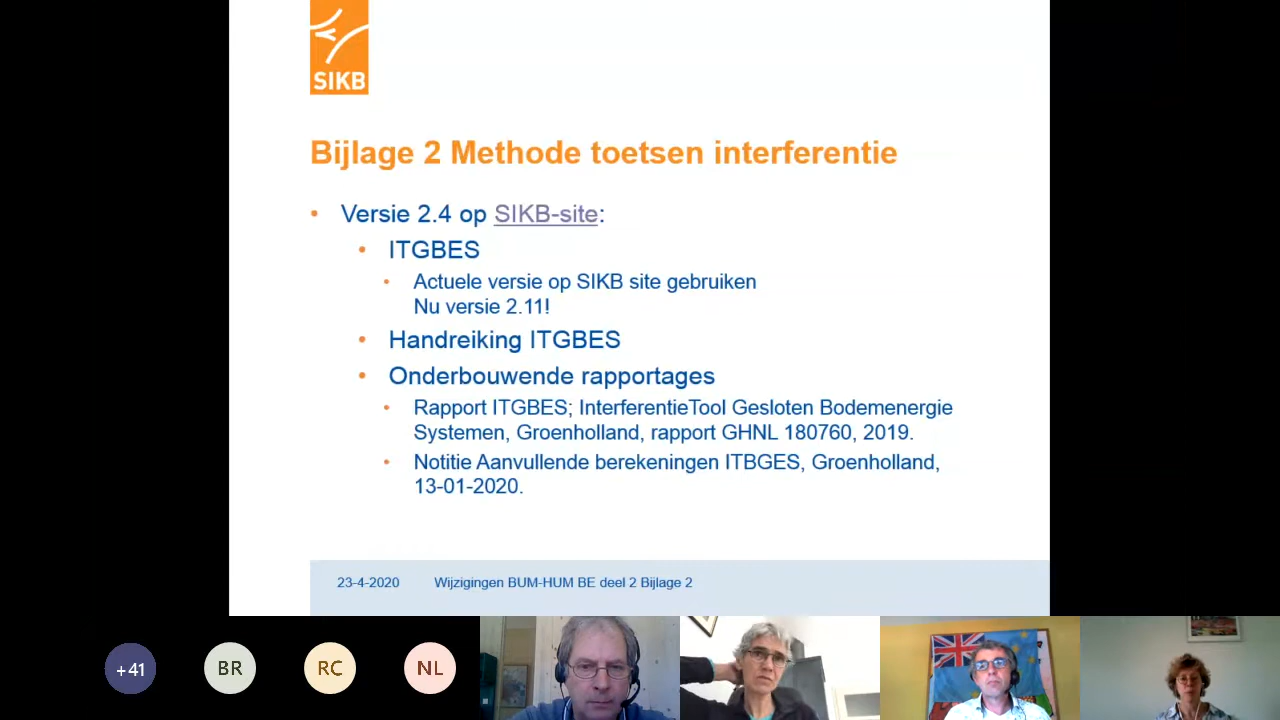 SIKB
Bijlage 2 Methode toetsen interferentie
• Versie 2.4 op SIKB-site:
• ITGBES
• Actuele versie op SIKB site gebruiken
Nu versie 2.11!
• Handreiking ITGBES
• Onderbouwende rapportages
• Rapport ITGBES; InterferentieTool Gesloten Bodemenergie
Systemen, Groenholland, rapport GHNL 180760, 2019.
• Notitie Aanvullende berekeningen ITBGES, Groenholland,
13-01-2020.
23-4-2020 Wijzigingen BUM-HUM BE deel 2 Bijlage 2
+41 BR RC NL